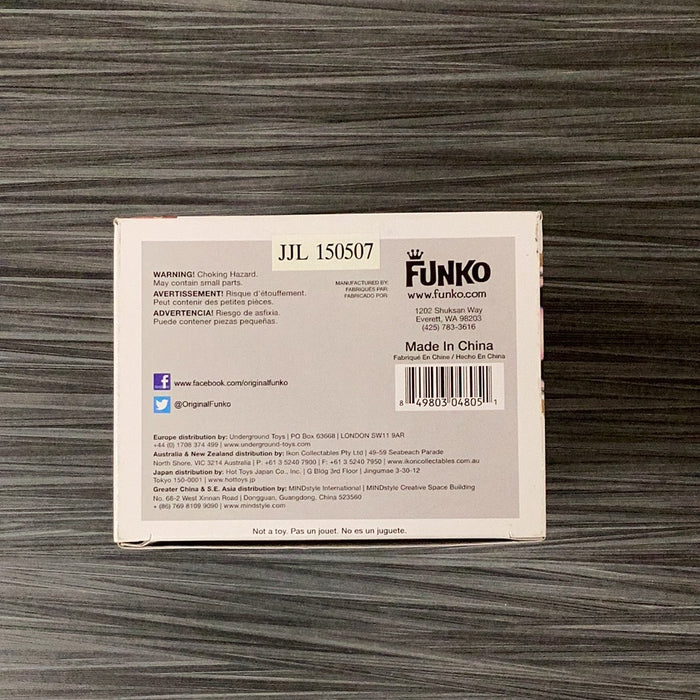 JJL 150507
WARNING! Choking Hazard.
May contain small parts.
AVERTISSEMENT! Risque d'étouffement.
Peut contenir des petites pièces.
ADVERTENCIA! Riesgo de asfixia.
Puede contener piezas pequeñas.
MANUFACTURED BY:
FABRIQUÉS PAR:
FABRICADO POR:
FUNKO
www.funko.com
1202 Shuksan Way
Everett, WA 98203
(425) 783-3616
Made In China
Fabriqué En Chine / Hecho En China
8 49803 04805 1
www.facebook.com/originalfunko
@OriginalFunko
Europe distribution by: Underground Toys | PO Box 63668 | LONDON SW11 9AR
+44 (0) 1708 374 499 | www.underground-toys.com
Australia & New Zealand distribution by: Ikon Collectables Pty Ltd | 49-59 Seabeach Parade
North Shore, VIC 3214 Australia | P. +61 3 5240 7900 | F. +61 3 5240 7950 | www.ikoncollectables.com.au
Japan distribution by: Hot Toys Japan Co., Inc. | G Bldg 3rd Floor | Jingumae 3-30-12
Tokyo 150-0001 | www.hottoys.jp
Greater China & S.E. Asia distribution by: MINDstyle International | MINDstyle Creative Space Building
No. 68-2 West Xinnan Road | Dongguan, Guangdong, China 523560
+ (86) 769 8109 9090 | www.mindstyle.com
Not a toy. Pas un jouet. No es un juguete.